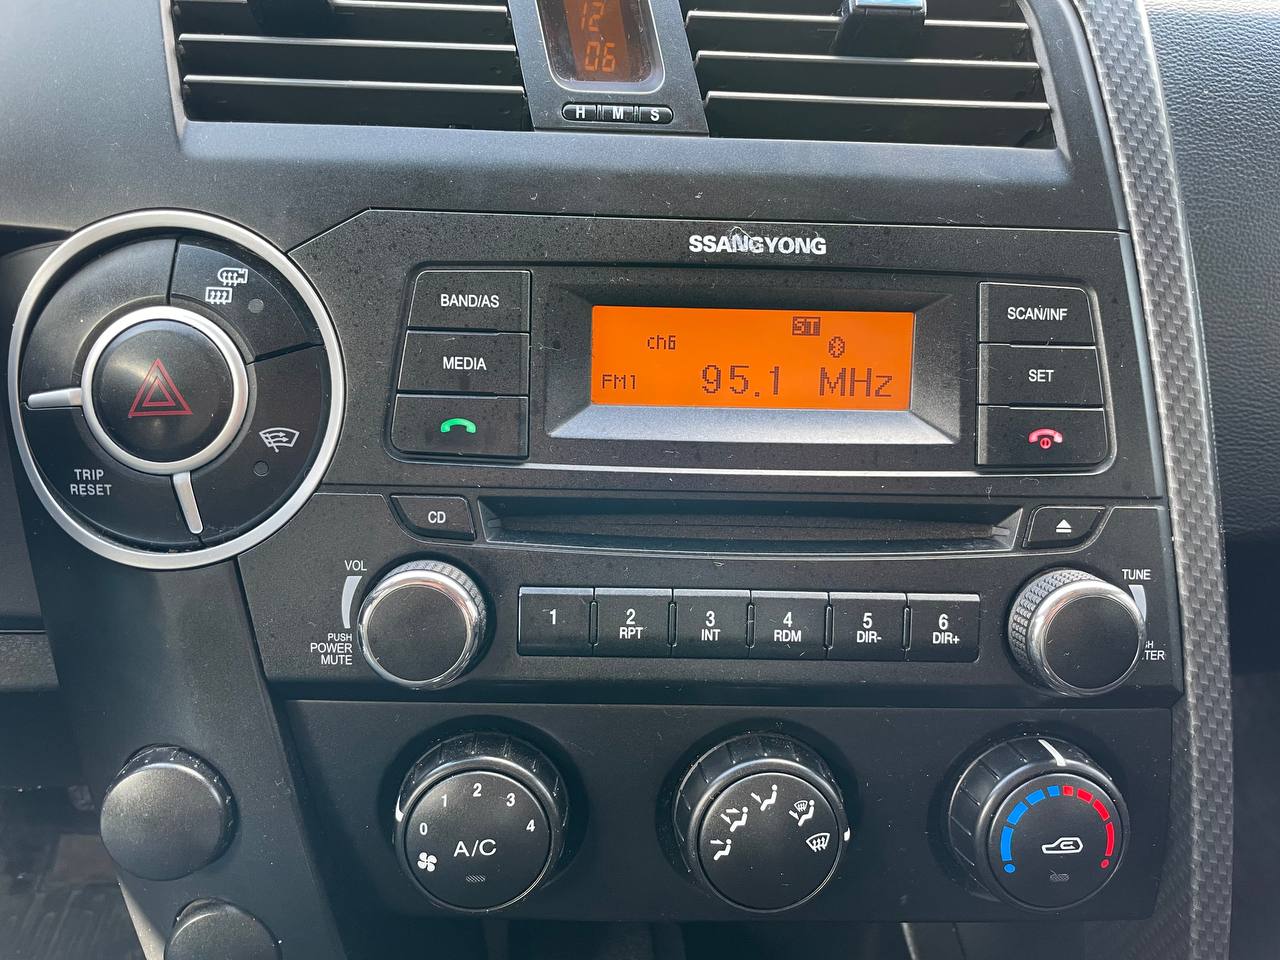 12
06
H M S
SSANGYONG
BAND/AS
MEDIA
ch6
ST
FM1 95.1 MHz
SCAN/INF
SET
TRIP
RESET
CD
VOL
PUSH
POWER
MUTE
1
2
RPT
3
INT
4
RDM
5
DIR-
6
DIR+
TUNE
0 1 2 3 4
A/C